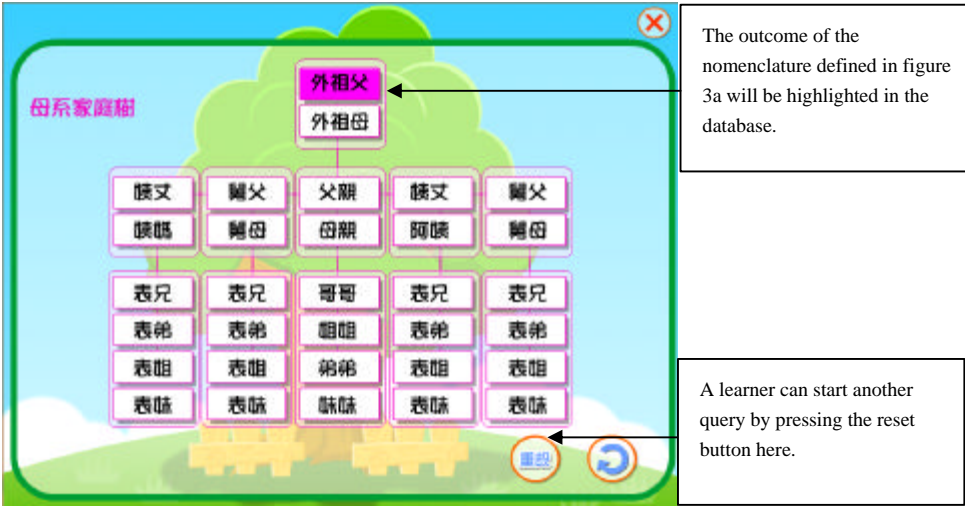 The outcome of the
nomenclature defined in figure
3a will be highlighted in the
database.
母系家庭樹
外祖父
外祖母
姨丈 舅父 父親 姨丈 舅父
姨媽 舅母 母親 阿姨 舅母
表兄 表兄 哥哥 表兄 表兄
表弟 表弟 姐姐 表弟 表弟
表姐 表姐 弟弟 表姐 表姐
表妹 表妹 妹妹 表妹 表妹
重設
A learner can start another
query by pressing the reset
button here.